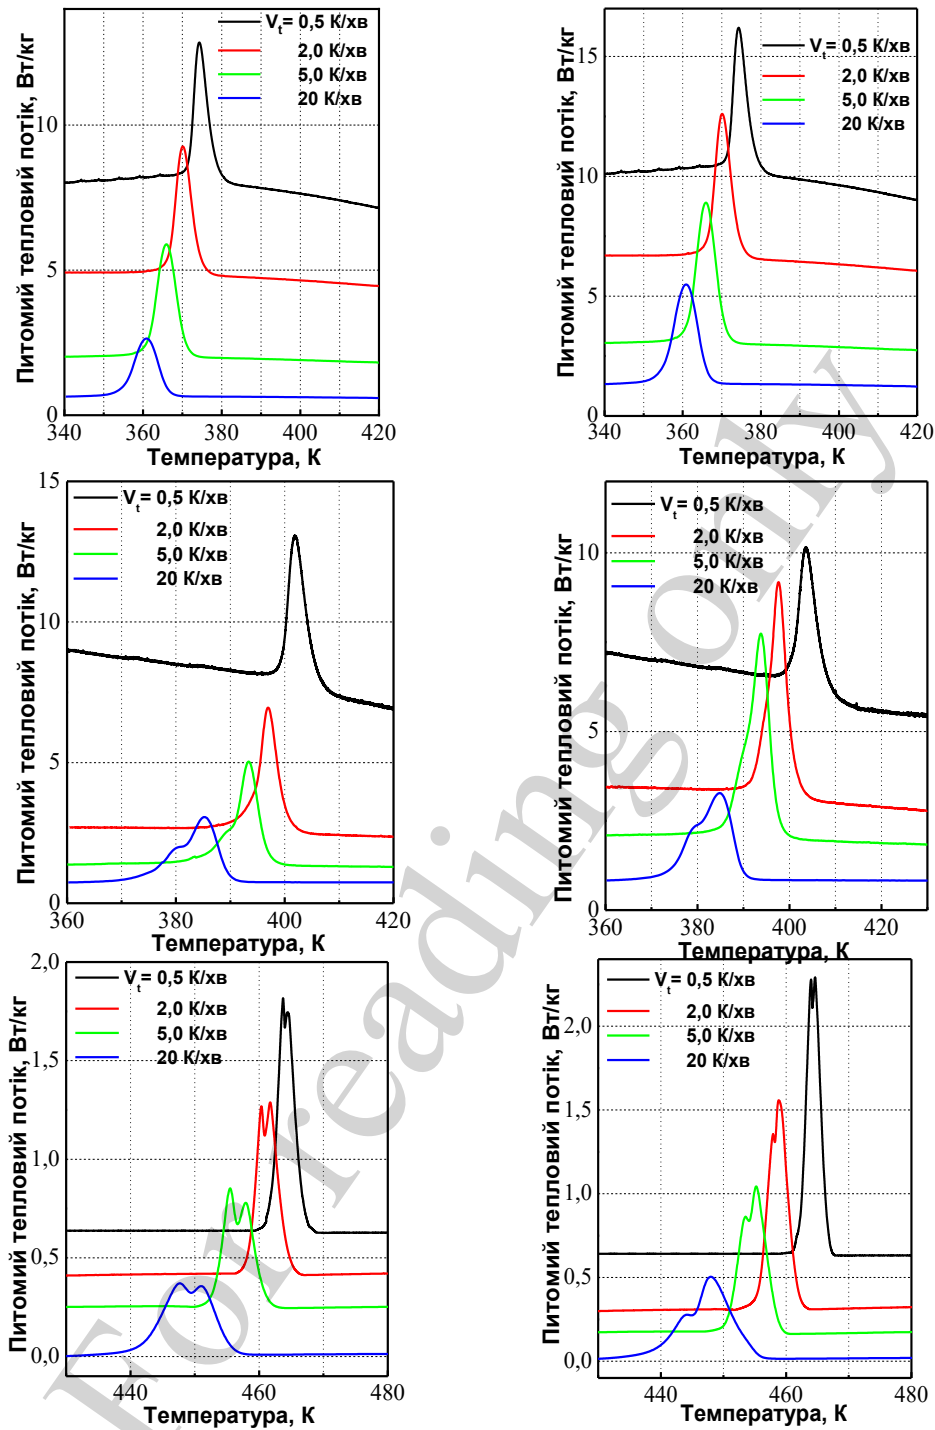 Питомий тепловий потік, Вт/кг
V_t= 0,5 К/хв
2,0 К/хв
5,0 К/хв
20 К/хв
10
5
0
340 360 380 400 420
Температура, К
Питомий тепловий потік, Вт/кг
V_t= 0,5 К/хв
2,0 К/хв
5,0 К/хв
20 К/хв
15
10
5
0
340 360 380 400 420
Температура, К
Питомий тепловий потік, Вт/кг
V_t= 0,5 К/хв
2,0 К/хв
5,0 К/хв
20 К/хв
15
10
5
0
360 380 400 420
Температура, К
Питомий тепловий потік, Вт/кг
V_t= 0,5 К/хв
2,0 К/хв
5,0 К/хв
20 К/хв
10
5
0
360 380 400 420
Температура, К
Питомий тепловий потік, Вт/кг
V_t= 0,5 К/хв
2,0 К/хв
5,0 К/хв
20 К/хв
2,0
1,5
1,0
0,5
0,0
440 460 480
Температура, К
Питомий тепловий потік, Вт/кг
V_t= 0,5 К/хв
2,0 К/хв
5,0 К/хв
20 К/хв
2,0
1,5
1,0
0,5
0,0
440 460 480
Температура, К
For reading only